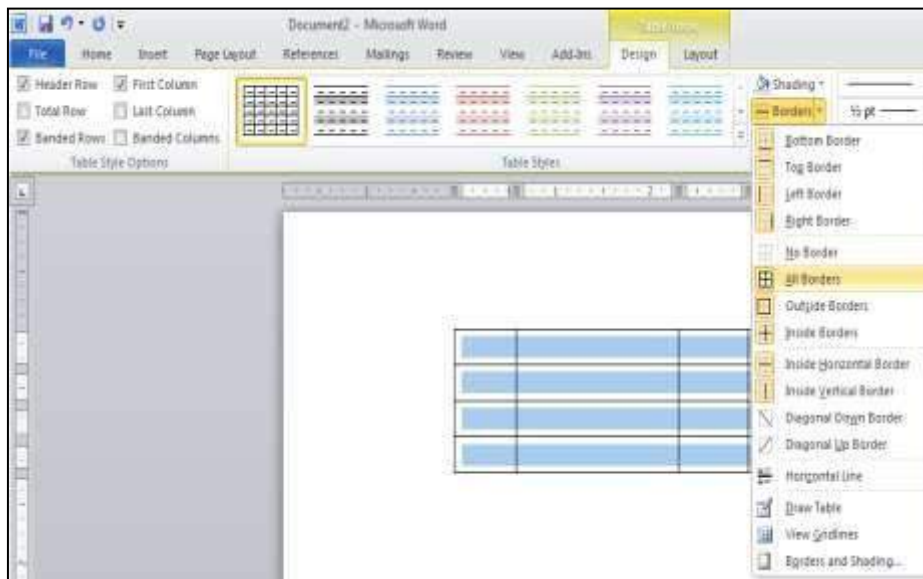 Document2 - Microsoft Word
File Home Insert Page Layout References Mailings Review View Add-Ins Design Layout
Header Row First Column Shading
Total Row Last Column Borders ½ pt
Banded Rows Banded Columns
Table Style Options Table Styles
Bottom Border
Top Border
Left Border
Right Border
No Border
All Borders
Outside Borders
Inside Borders
Inside Horizontal Border
Inside Vertical Border
Diagonal Down Border
Diagonal Up Border
Horizontal Line
Draw Table
View Gridlines
Borders and Shading...